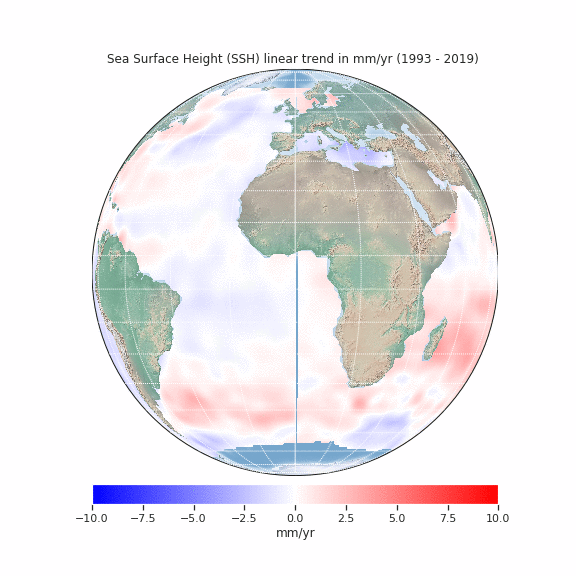 Sea Surface Height (SSH) linear trend in mm/yr (1993 - 2019)
−10.0 −7.5 −5.0 −2.5 0.0 2.5 5.0 7.5 10.0
mm/yr